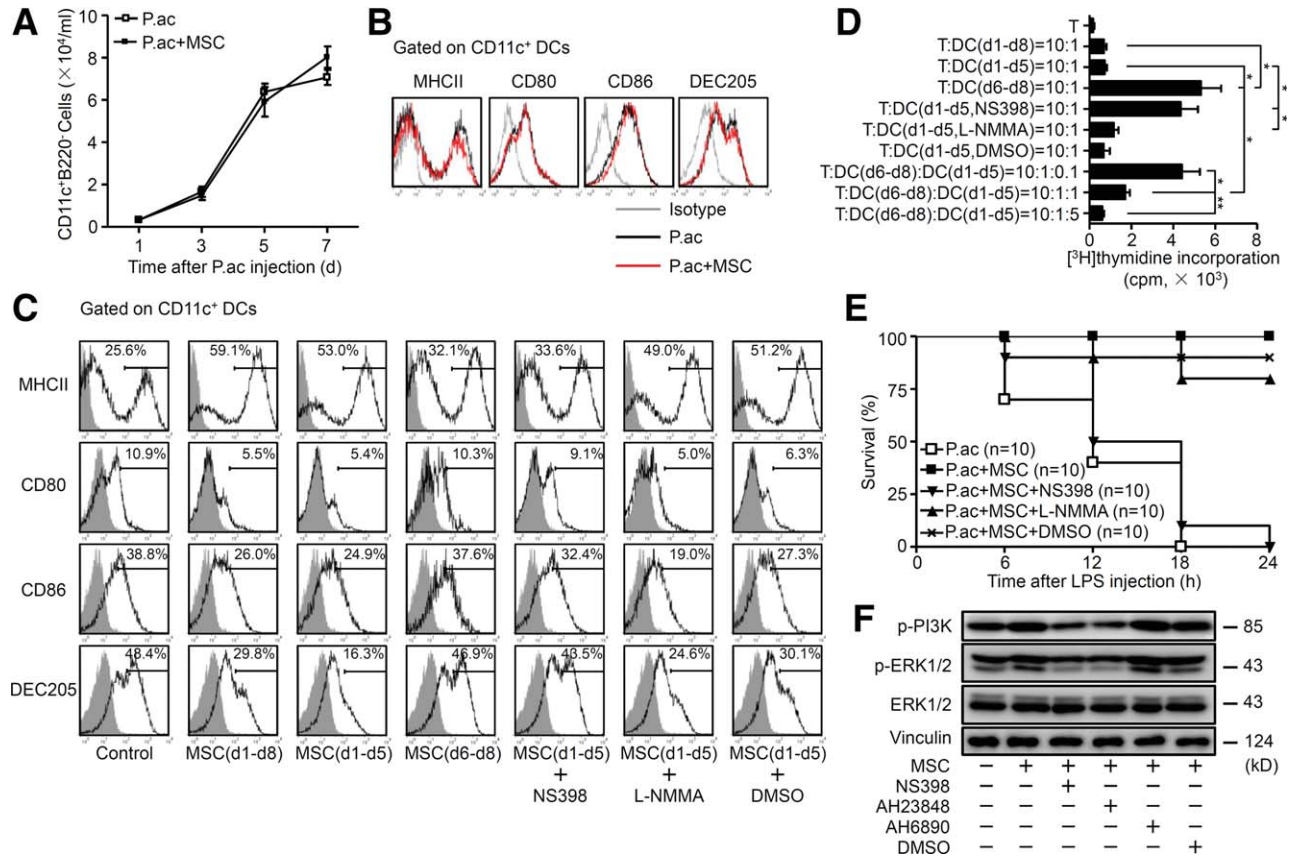 A
P.ac
P.ac+MSC
CD11c+B220- Cells (× 10⁴/ml)
10
8
6
4
2
0
1 3 5 7
Time after P.ac injection (d)
B
Gated on CD11c⁺ DCs
MHCII CD80 CD86 DEC205
Isotype
P.ac
P.ac+MSC
C
Gated on CD11c⁺ DCs
MHCII
25.6% 59.1% 53.0% 32.1% 33.6% 49.0% 51.2%
CD80
10.9% 5.5% 5.4% 10.3% 9.1% 5.0% 6.3%
CD86
38.8% 26.0% 24.9% 37.6% 32.4% 19.0% 27.3%
DEC205
48.4% 29.8% 16.3% 46.9% 43.5% 24.6% 30.1%
Control MSC(d1-d8) MSC(d1-d5) MSC(d6-d8) MSC(d1-d5) MSC(d1-d5) MSC(d1-d5)
+ + +
NS398 L-NMMA DMSO
D
T
T:DC(d1-d8)=10:1
T:DC(d1-d5)=10:1
T:DC(d6-d8)=10:1
T:DC(d1-d5,NS398)=10:1
T:DC(d1-d5,L-NMMA)=10:1
T:DC(d1-d5,DMSO)=10:1
T:DC(d6-d8):DC(d1-d5)=10:1:0.1
T:DC(d6-d8):DC(d1-d5)=10:1:1
T:DC(d6-d8):DC(d1-d5)=10:1:5
* * * * * * **
0 2 4 6 8
[³H]thymidine incorporation
(cpm, × 10³)
E
Survival (%)
100
75
50
25
0
P.ac (n=10)
P.ac+MSC (n=10)
P.ac+MSC+NS398 (n=10)
P.ac+MSC+L-NMMA (n=10)
P.ac+MSC+DMSO (n=10)
0 6 12 18 24
Time after LPS injection (h)
F
p-PI3K — 85
p-ERK1/2 — 43
ERK1/2 — 43
Vinculin — 124
MSC − + + + + + (kD)
NS398 − − + − − −
AH23848 − − − + − −
AH6890 − − − − + −
DMSO − − − − − +